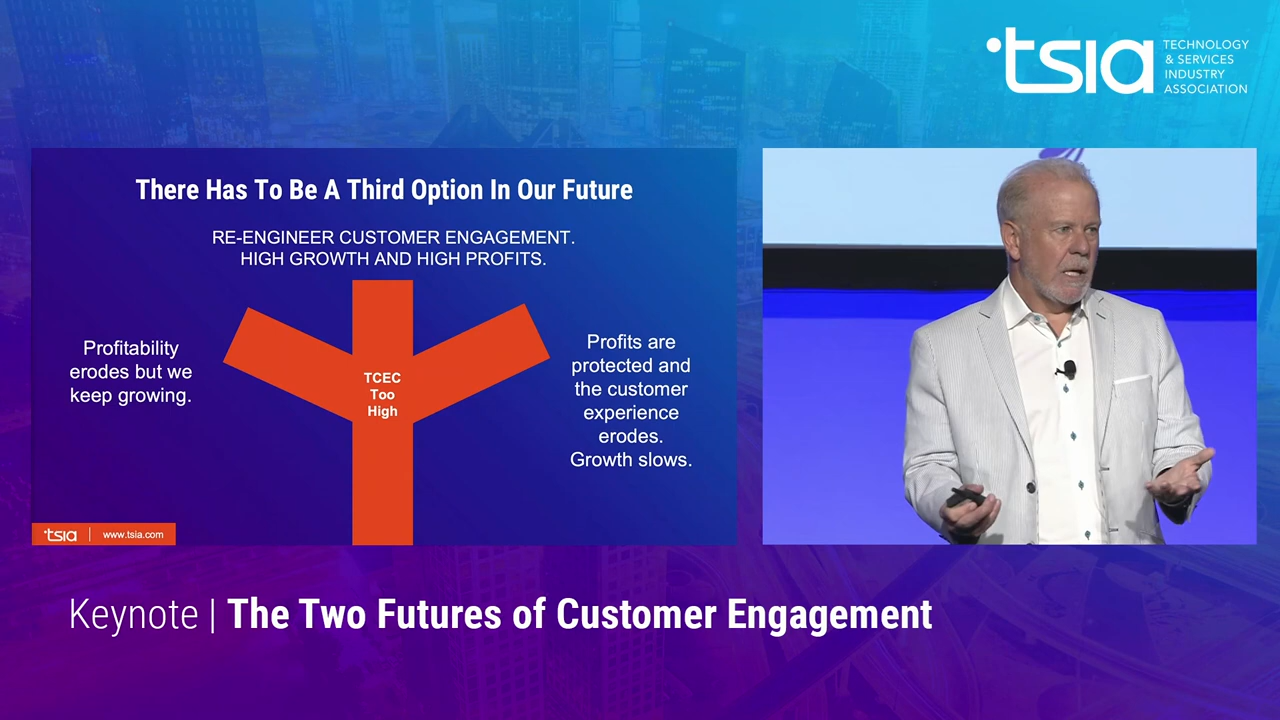 tsia
TECHNOLOGY
& SERVICES
INDUSTRY
ASSOCIATION
There Has To Be A Third Option In Our Future
RE-ENGINEER CUSTOMER ENGAGEMENT.
HIGH GROWTH AND HIGH PROFITS.
Profitability
erodes but we
keep growing.
TCEC
Too
High
Profits are
protected and
the customer
experience
erodes.
Growth slows.
tsia | www.tsia.com
Keynote | The Two Futures of Customer Engagement